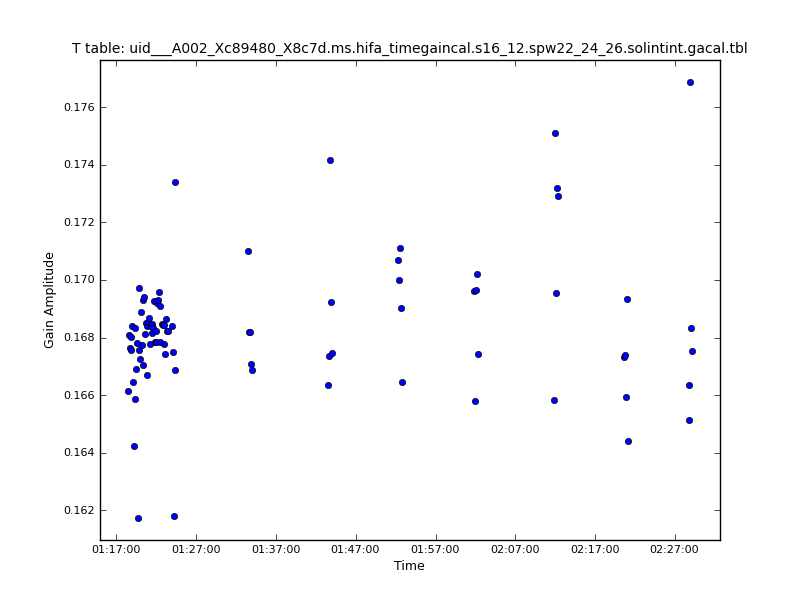 T table: uid___A002_Xc89480_X8c7d.ms.hifa_timegaincal.s16_12.spw22_24_26.solintint.gacal.tbl
0.176
0.174
0.172
0.170
0.168
0.166
0.164
0.162
Gain Amplitude
01:17:00 01:27:00 01:37:00 01:47:00 01:57:00 02:07:00 02:17:00 02:27:00
Time